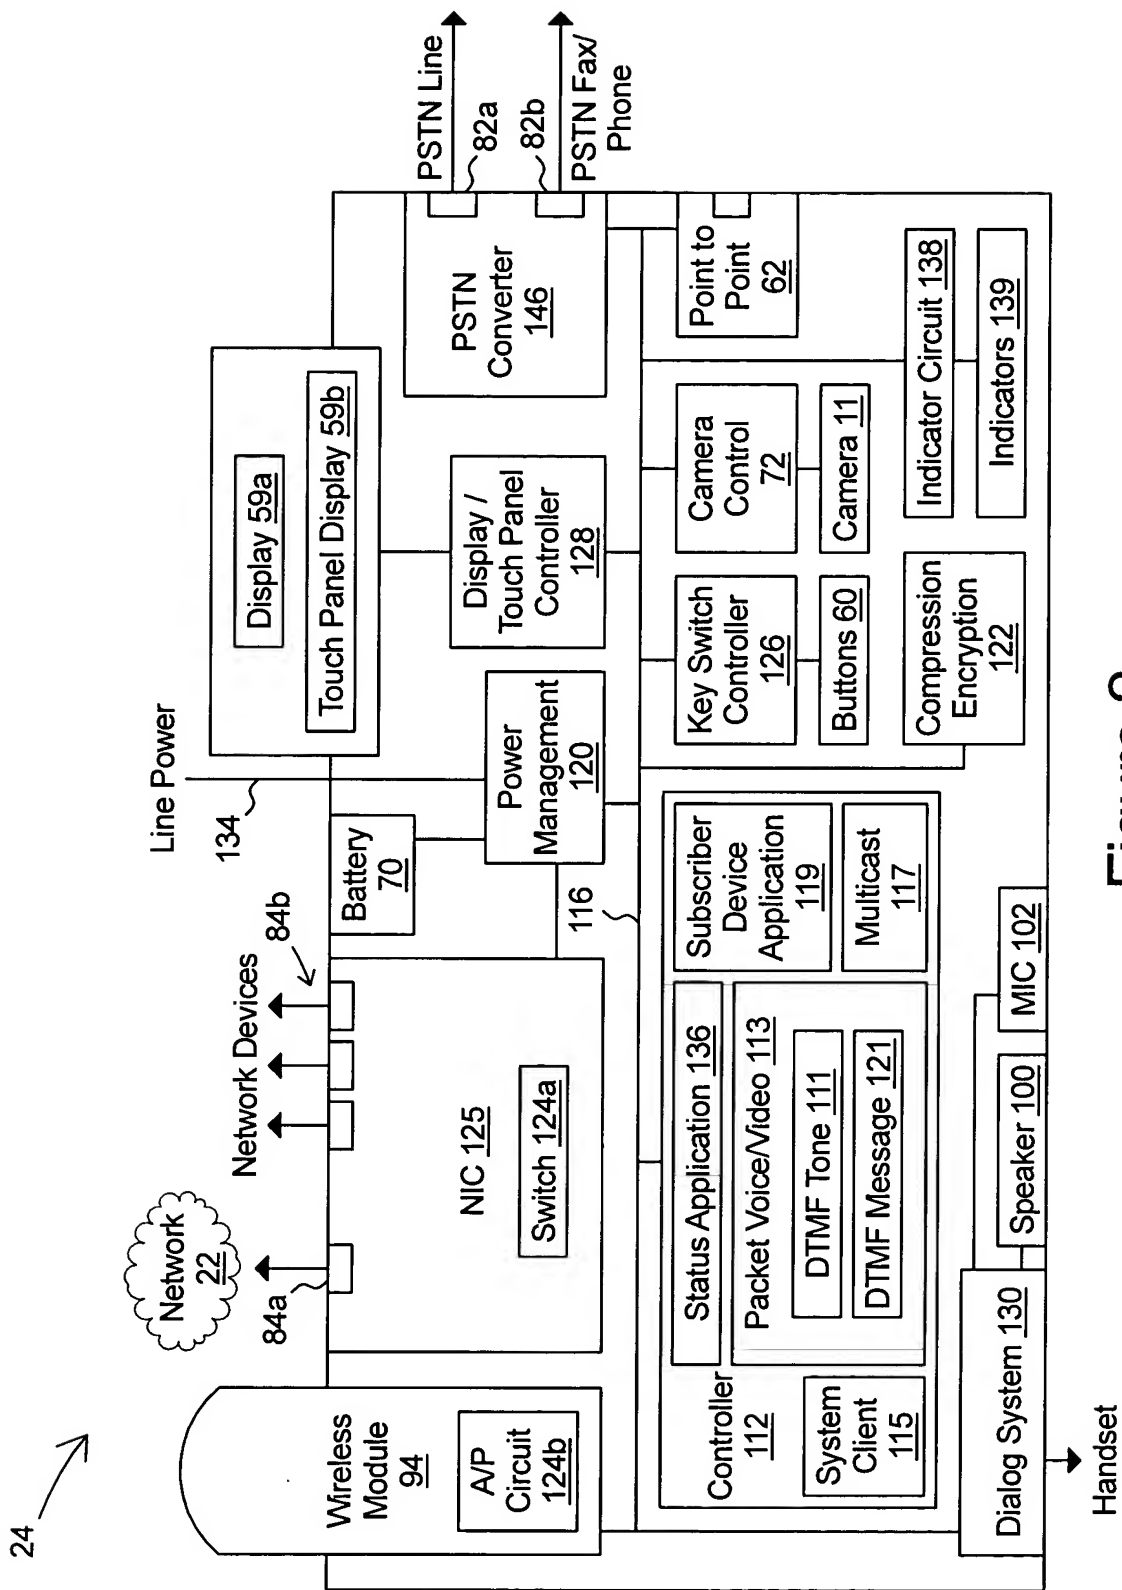 24
Network
22
84a
Network Devices
84b
Line Power
134
Display 59a
Touch Panel Display 59b
PSTN Line
82a
82b
PSTN Fax/
Phone
Wireless
Module
94
A/P
Circuit
124b
NIC 125
Switch 124a
Battery
70
116
Power
Management
120
Display /
Touch Panel
Controller
128
PSTN
Converter
146
Controller
112
System
Client
115
Status Application 136
Packet Voice/Video 113
DTMF Tone 111
DTMF Message 121
Subscriber
Device
Application
119
Multicast
117
Key Switch
Controller
126
Buttons 60
Camera
Control
72
Camera 11
Point to
Point
62
Compression
Encryption
122
Indicator Circuit 138
Indicators 139
Dialog System 130
Speaker 100
MIC 102
Handset